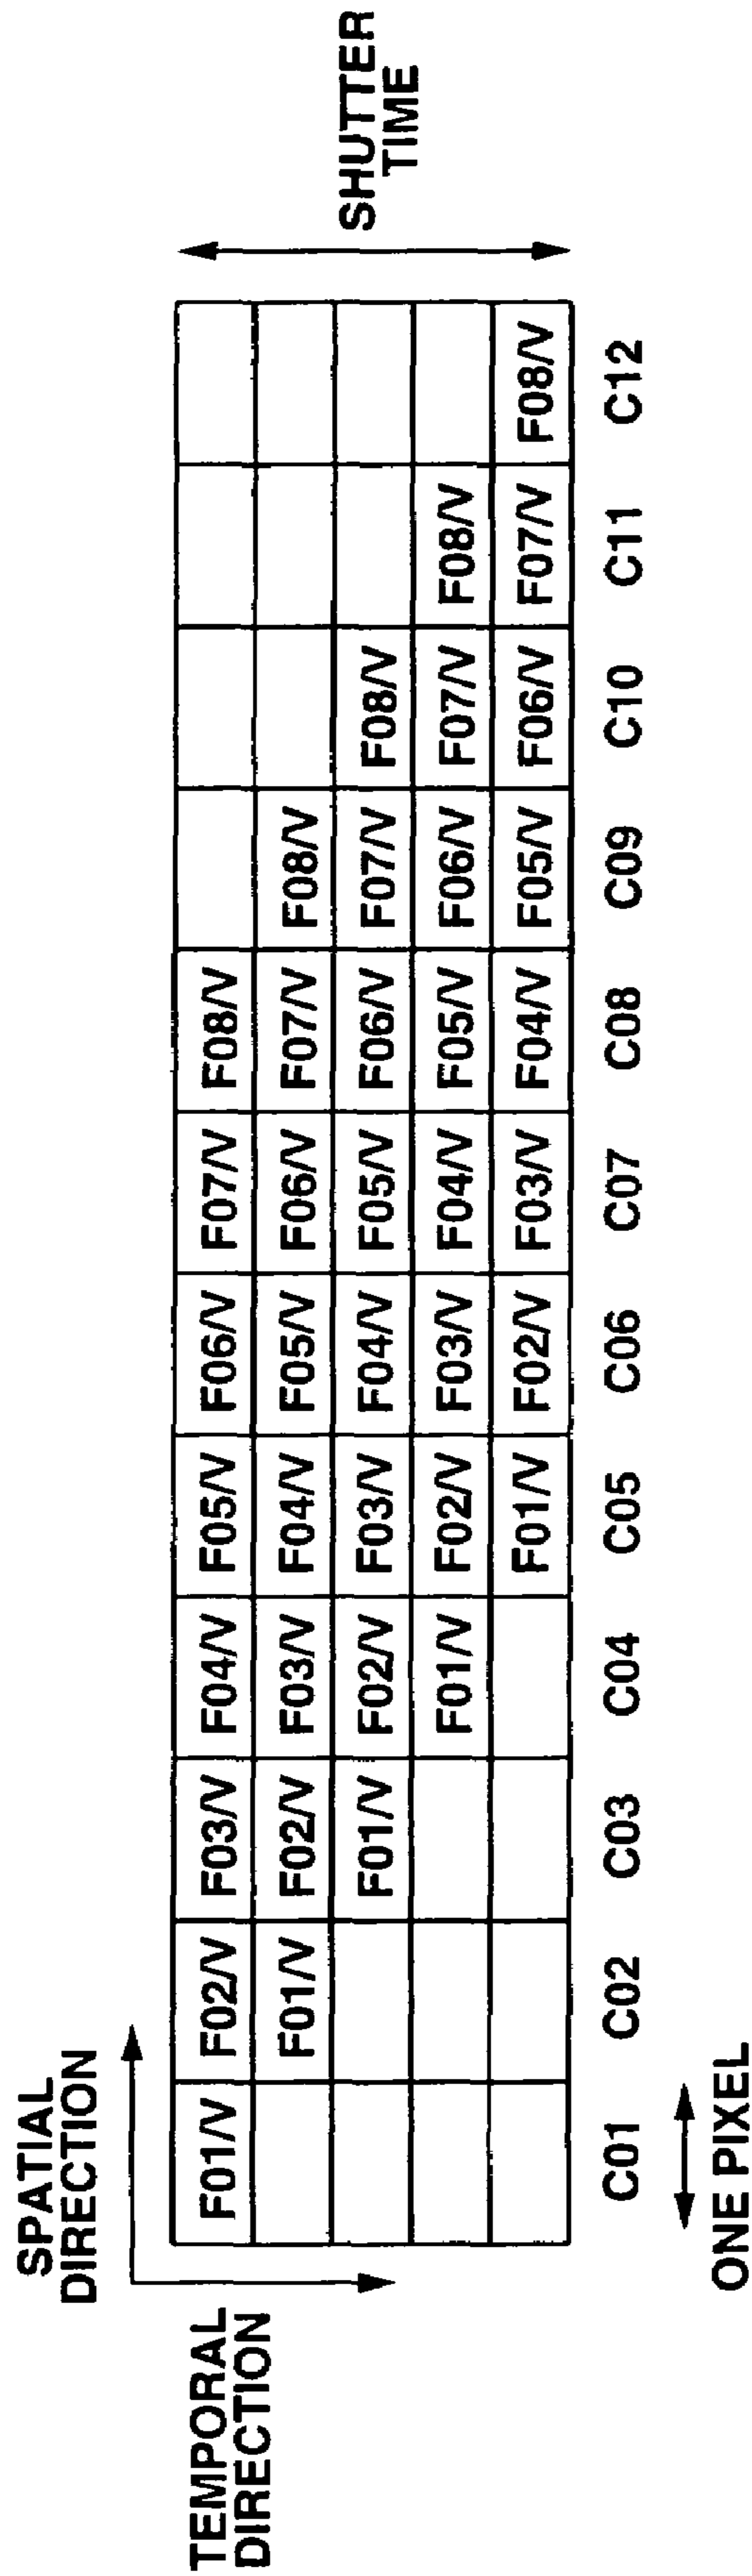 SPATIAL
DIRECTION
TEMPORAL
DIRECTION
SHUTTER
TIME
F01/V F02/V F03/V F04/V F05/V F06/V F07/V F08/V
F01/V F02/V F03/V F04/V F05/V F06/V F07/V F08/V
F01/V F02/V F03/V F04/V F05/V F06/V F07/V F08/V
F01/V F02/V F03/V F04/V F05/V F06/V F07/V F08/V
F01/V F02/V F03/V F04/V F05/V F06/V F07/V F08/V
C01 C02 C03 C04 C05 C06 C07 C08 C09 C10 C11 C12
ONE PIXEL